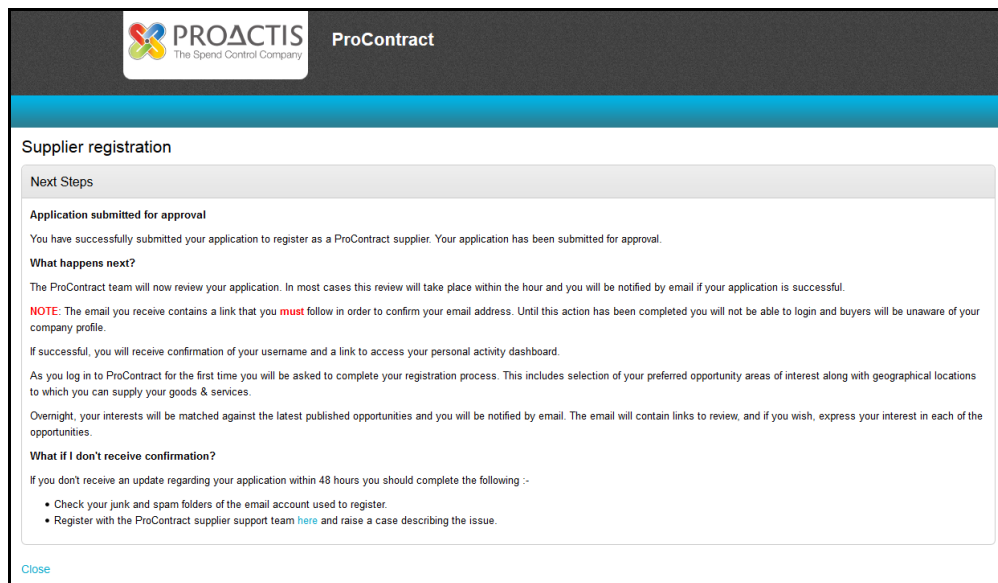 PROACTIS
The Spend Control Company
ProContract
Supplier registration
Next Steps
Application submitted for approval
You have successfully submitted your application to register as a ProContract supplier. Your application has been submitted for approval.
What happens next?
The ProContract team will now review your application. In most cases this review will take place within the hour and you will be notified by email if your application is successful.
NOTE: The email you receive contains a link that you must follow in order to confirm your email address. Until this action has been completed you will not be able to login and buyers will be unaware of your
company profile.
If successful, you will receive confirmation of your username and a link to access your personal activity dashboard.
As you log in to ProContract for the first time you will be asked to complete your registration process. This includes selection of your preferred opportunity areas of interest along with geographical locations
to which you can supply your goods & services.
Overnight, your interests will be matched against the latest published opportunities and you will be notified by email. The email will contain links to review, and if you wish, express your interest in each of the
opportunities.
What if I don't receive confirmation?
If you don't receive an update regarding your application within 48 hours you should complete the following :-
• Check your junk and spam folders of the email account used to register.
• Register with the ProContract supplier support team here and raise a case describing the issue.
Close